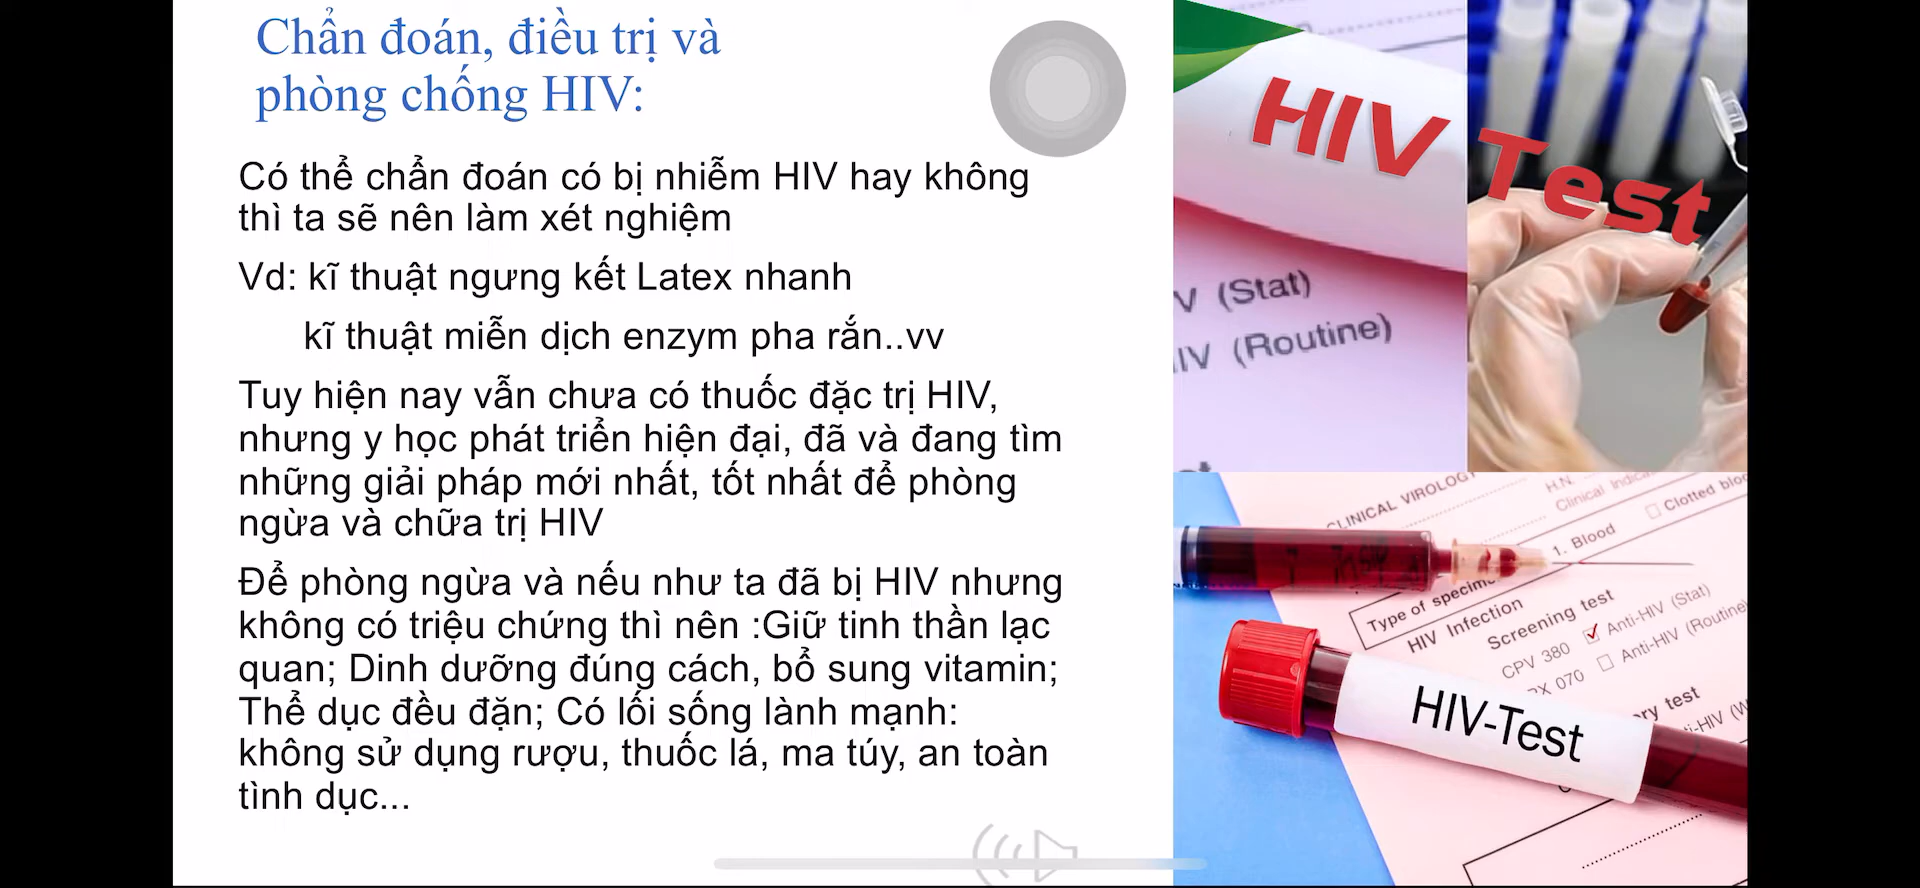 Chẩn đoán, điều trị và
phòng chống HIV:
Có thể chẩn đoán có bị nhiễm HIV hay không
thì ta sẽ nên làm xét nghiệm
Vd: kĩ thuật ngưng kết Latex nhanh
kĩ thuật miễn dịch enzym pha rắn..vv
Tuy hiện nay vẫn chưa có thuốc đặc trị HIV,
nhưng y học phát triển hiện đại, đã và đang tìm
những giải pháp mới nhất, tốt nhất để phòng
ngừa và chữa trị HIV
Để phòng ngừa và nếu như ta đã bị HIV nhưng
không có triệu chứng thì nên :Giữ tinh thần lạc
quan; Dinh dưỡng đúng cách, bổ sung vitamin;
Thể dục đều đặn; Có lối sống lành mạnh:
không sử dụng rượu, thuốc lá, ma túy, an toàn
tình dục...
HIV Test
(Stat)
(Routine)
CLINICAL VIROLOGY
H.N.
Clinical
Clotted
1. Blood
Type of
HIV Infection
Screening test
CPV 380 Anti-HIV (Stat)
070 Anti-HIV (Routine)
test
HIV-Test